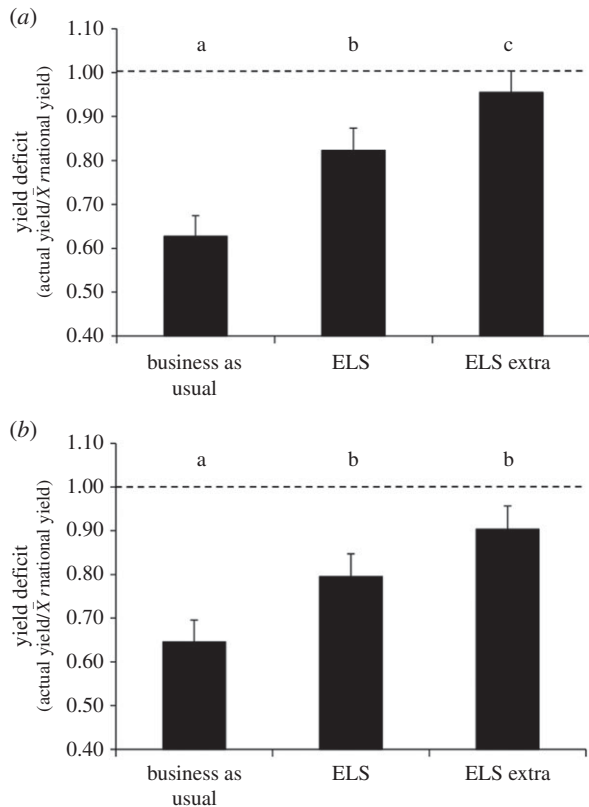 (a)
1.10
1.00
0.90
0.80
0.70
0.60
0.50
0.40
yield deficit
(actual yield/X̄ rnational yield)
a b c
business as usual ELS ELS extra
(b)
1.10
1.00
0.90
0.80
0.70
0.60
0.50
0.40
yield deficit
(actual yield/X̄ rnational yield)
a b b
business as usual ELS ELS extra